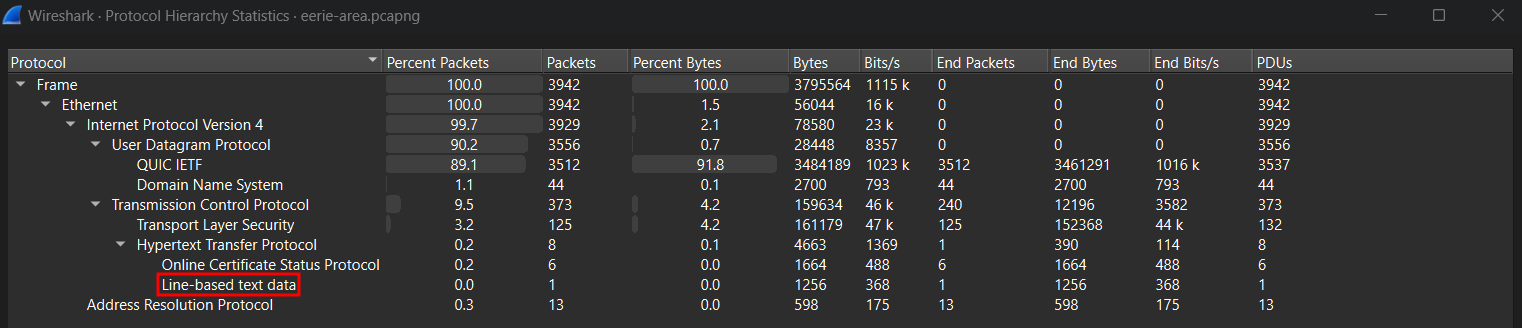 Wireshark · Protocol Hierarchy Statistics · eerie-area.pcapng
Protocol Percent Packets Packets Percent Bytes Bytes Bits/s End Packets End Bytes End Bits/s PDUs
Frame 100.0 3942 100.0 3795564 1115 k 0 0 0 3942
Ethernet 100.0 3942 1.5 56044 16 k 0 0 0 3942
Internet Protocol Version 4 99.7 3929 2.1 78580 23 k 0 0 0 3929
User Datagram Protocol 90.2 3556 0.7 28448 8357 0 0 0 3556
QUIC IETF 89.1 3512 91.8 3484189 1023 k 3512 3461291 1016 k 3537
Domain Name System 1.1 44 0.1 2700 793 44 2700 793 44
Transmission Control Protocol 9.5 373 4.2 159634 46 k 240 12196 3582 373
Transport Layer Security 3.2 125 4.2 161179 47 k 125 152368 44 k 132
Hypertext Transfer Protocol 0.2 8 0.1 4663 1369 1 390 114 8
Online Certificate Status Protocol 0.2 6 0.0 1664 488 6 1664 488 6
Line-based text data 0.0 1 0.0 1256 368 1 1256 368 1
Address Resolution Protocol 0.3 13 0.0 598 175 13 598 175 13